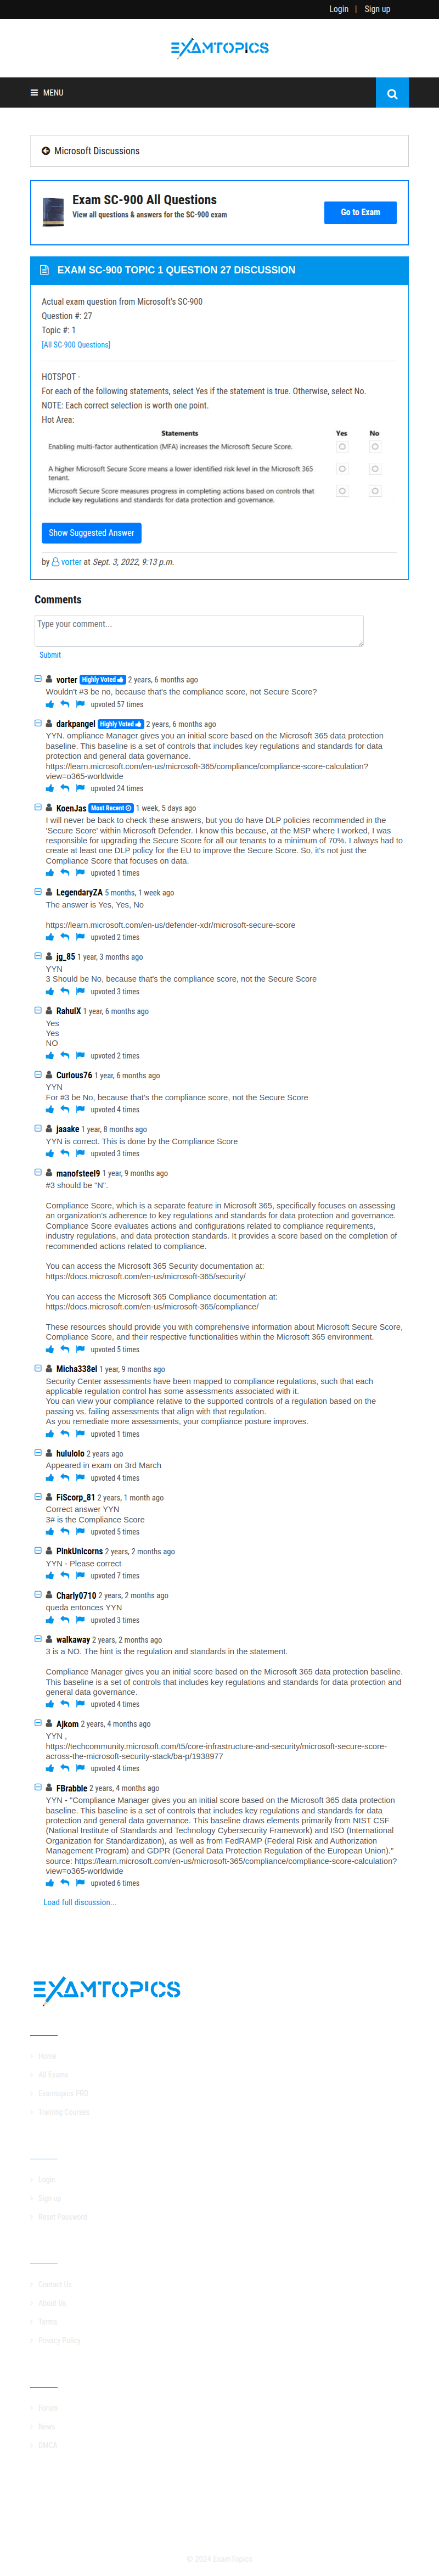 Login | Sign up
EXAMTOPICS
MENU
Microsoft Discussions
Exam SC-900 All Questions
View all questions & answers for the SC-900 exam
Go to Exam
EXAM SC-900 TOPIC 1 QUESTION 27 DISCUSSION
Actual exam question from Microsoft's SC-900
Question #: 27
Topic #: 1
[All SC-900 Questions]
HOTSPOT -
For each of the following statements, select Yes if the statement is true. Otherwise, select No.
NOTE: Each correct selection is worth one point.
Hot Area:
Statements Yes No
Enabling multi-factor authentication (MFA) increases the Microsoft Secure Score.
A higher Microsoft Secure Score means a lower identified risk level in the Microsoft 365
tenant.
Microsoft Secure Score measures progress in completing actions based on controls that
include key regulations and standards for data protection and governance.
Show Suggested Answer
by vorter at Sept. 3, 2022, 9:13 p.m.
Comments
Type your comment...
Submit
vorter Highly Voted 2 years, 6 months ago
Wouldn't #3 be no, because that's the compliance score, not Secure Score?
upvoted 57 times
darkpangel Highly Voted 2 years, 6 months ago
YYN. ompliance Manager gives you an initial score based on the Microsoft 365 data protection
baseline. This baseline is a set of controls that includes key regulations and standards for data
protection and general data governance.
https://learn.microsoft.com/en-us/microsoft-365/compliance/compliance-score-calculation?
view=o365-worldwide
upvoted 24 times
KoenJas Most Recent 1 week, 5 days ago
I will never be back to check these answers, but you do have DLP policies recommended in the
'Secure Score' within Microsoft Defender. I know this because, at the MSP where I worked, I was
responsible for upgrading the Secure Score for all our tenants to a minimum of 70%. I always had to
create at least one DLP policy for the EU to improve the Secure Score. So, it's not just the
Compliance Score that focuses on data.
upvoted 1 times
LegendaryZA 5 months, 1 week ago
The answer is Yes, Yes, No
https://learn.microsoft.com/en-us/defender-xdr/microsoft-secure-score
upvoted 2 times
jg_85 1 year, 3 months ago
YYN
3 Should be No, because that's the compliance score, not the Secure Score
upvoted 3 times
RahulX 1 year, 6 months ago
Yes
Yes
NO
upvoted 2 times
Curious76 1 year, 6 months ago
YYN
For #3 be No, because that's the compliance score, not the Secure Score
upvoted 4 times
jaaake 1 year, 8 months ago
YYN is correct. This is done by the Compliance Score
upvoted 3 times
manofsteel9 1 year, 9 months ago
#3 should be "N".
Compliance Score, which is a separate feature in Microsoft 365, specifically focuses on assessing
an organization's adherence to key regulations and standards for data protection and governance.
Compliance Score evaluates actions and configurations related to compliance requirements,
industry regulations, and data protection standards. It provides a score based on the completion of
recommended actions related to compliance.
You can access the Microsoft 365 Security documentation at:
https://docs.microsoft.com/en-us/microsoft-365/security/
You can access the Microsoft 365 Compliance documentation at:
https://docs.microsoft.com/en-us/microsoft-365/compliance/
These resources should provide you with comprehensive information about Microsoft Secure Score,
Compliance Score, and their respective functionalities within the Microsoft 365 environment.
upvoted 5 times
Micha338el 1 year, 9 months ago
Security Center assessments have been mapped to compliance regulations, such that each
applicable regulation control has some assessments associated with it.
You can view your compliance relative to the supported controls of a regulation based on the
passing vs. failing assessments that align with that regulation.
As you remediate more assessments, your compliance posture improves.
upvoted 1 times
hululolo 2 years ago
Appeared in exam on 3rd March
upvoted 4 times
FiScorp_81 2 years, 1 month ago
Correct answer YYN
3# is the Compliance Score
upvoted 5 times
PinkUnicorns 2 years, 2 months ago
YYN - Please correct
upvoted 7 times
Charly0710 2 years, 2 months ago
queda entonces YYN
upvoted 3 times
walkaway 2 years, 2 months ago
3 is a NO. The hint is the regulation and standards in the statement.
Compliance Manager gives you an initial score based on the Microsoft 365 data protection baseline.
This baseline is a set of controls that includes key regulations and standards for data protection and
general data governance.
upvoted 4 times
Ajkom 2 years, 4 months ago
YYN ,
https://techcommunity.microsoft.com/t5/core-infrastructure-and-security/microsoft-secure-score-
across-the-microsoft-security-stack/ba-p/1938977
upvoted 4 times
FBrabble 2 years, 4 months ago
YYN - "Compliance Manager gives you an initial score based on the Microsoft 365 data protection
baseline. This baseline is a set of controls that includes key regulations and standards for data
protection and general data governance. This baseline draws elements primarily from NIST CSF
(National Institute of Standards and Technology Cybersecurity Framework) and ISO (International
Organization for Standardization), as well as from FedRAMP (Federal Risk and Authorization
Management Program) and GDPR (General Data Protection Regulation of the European Union)."
source: https://learn.microsoft.com/en-us/microsoft-365/compliance/compliance-score-calculation?
view=o365-worldwide
upvoted 6 times
Load full discussion...
EXAMTOPICS
Home
All Exams
Examtopics PRO
Training Courses
Login
Sign up
Reset Password
Contact Us
About Us
Terms
Privacy Policy
Forum
News
DMCA
© 2024 ExamTopics